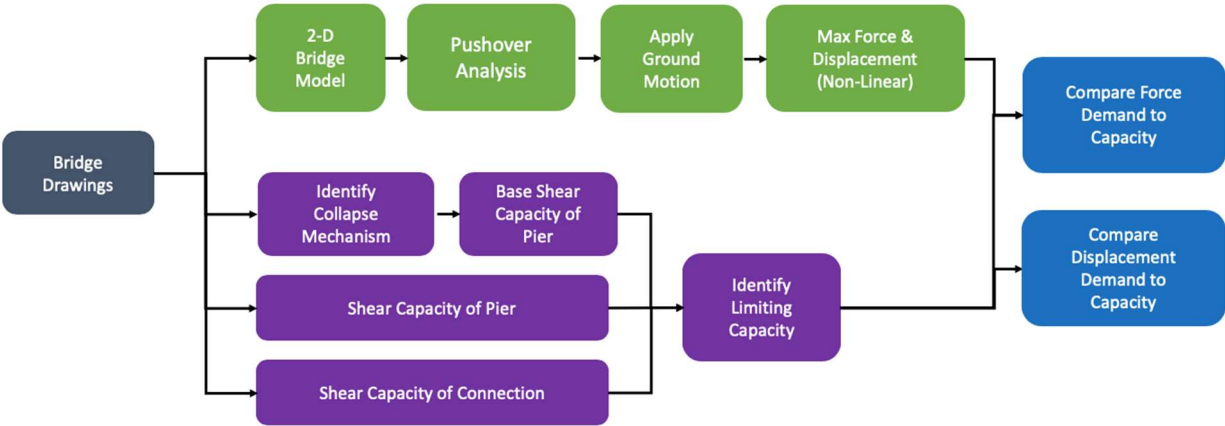 2-D
Bridge
Model
Pushover
Analysis
Apply
Ground
Motion
Max Force &
Displacement
(Non-Linear)
Compare Force
Demand to
Capacity
Bridge
Drawings
Identify
Collapse
Mechanism
Base Shear
Capacity of
Pier
Compare
Displacement
Demand to
Capacity
Shear Capacity of Pier
Identify
Limiting
Capacity
Shear Capacity of Connection